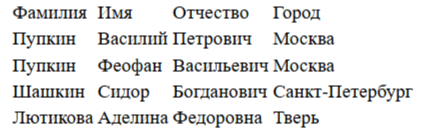 Фамилия Имя Отчество Город
Пупкин Василий Петрович Москва
Пупкин Феофан Васильевич Москва
Шашкин Сидор Богданович Санкт-Петербург
Лютикова Аделина Федоровна Тверь